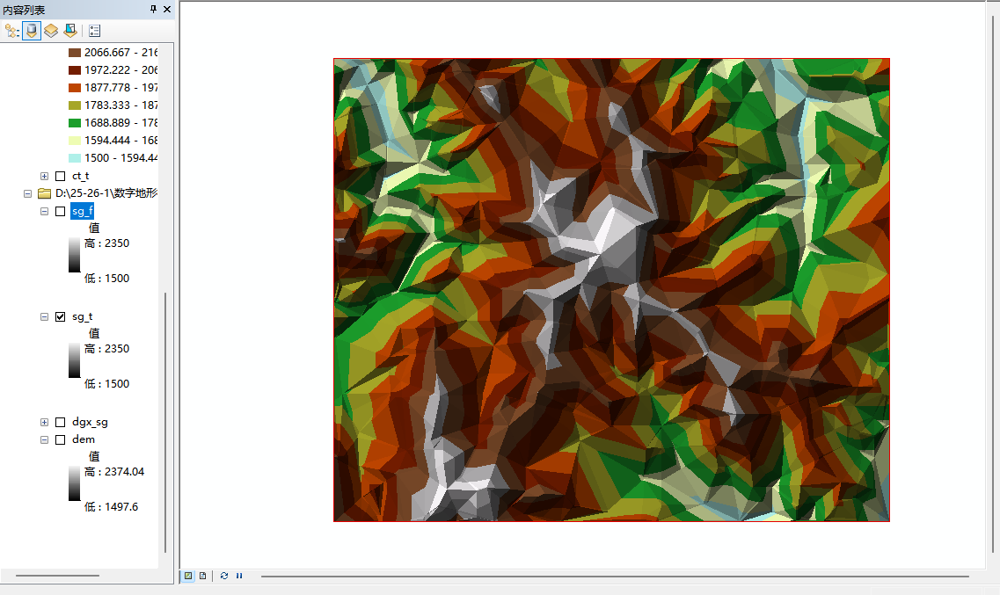 内容列表
2066.667 - 216
1972.222 - 206
1877.778 - 197
1783.333 - 187
1688.889 - 178
1594.444 - 168
1500 - 1594.44
ct_t
D:\25-26-1\数字地形
sg_f
值
高 : 2350
低 : 1500
sg_t
值
高 : 2350
低 : 1500
dgx_sg
dem
值
高 : 2374.04
低 : 1497.6